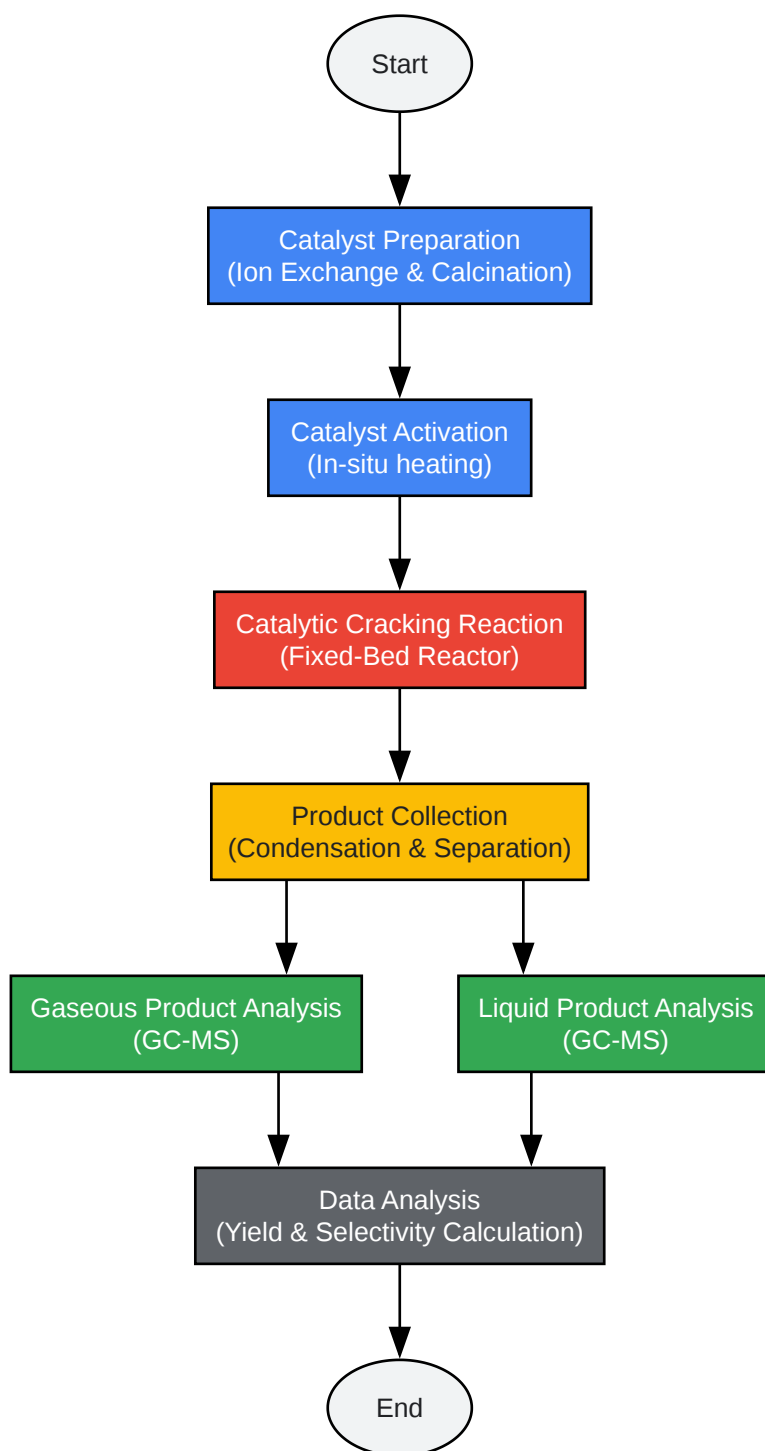 Start
Catalyst Preparation
(Ion Exchange & Calcination)
Catalyst Activation
(In-situ heating)
Catalytic Cracking Reaction
(Fixed-Bed Reactor)
Product Collection
(Condensation & Separation)
Gaseous Product Analysis
(GC-MS)
Liquid Product Analysis
(GC-MS)
Data Analysis
(Yield & Selectivity Calculation)
End